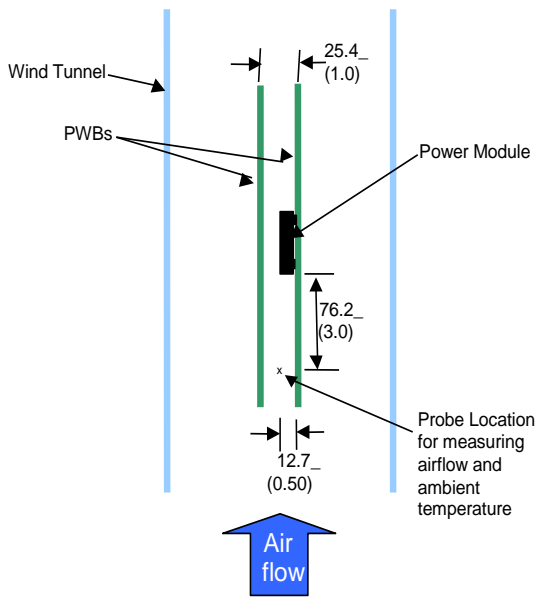 25.4_
(1.0)
Wind Tunnel
PWBs
Power Module
76.2_
(3.0)
x
Probe Location
for measuring
airflow and
ambient
temperature
12.7_
(0.50)
Air
flow